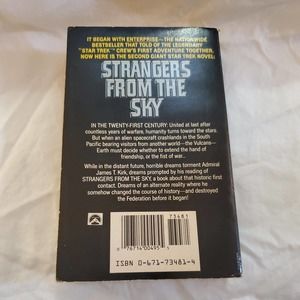 IT BEGAN WITH ENTERPRISE—THE NATIONWIDE
BESTSELLER THAT TOLD OF THE LEGENDARY
"STAR TREK" CREW'S FIRST ADVENTURE TOGETHER.
NOW HERE IS THE SECOND GIANT STAR TREK NOVEL:
STRANGERS
FROM THE
SKY
IN THE TWENTY-FIRST CENTURY: United at last after
countless years of warfare, humanity turns toward the stars.
But when an alien spacecraft crashlands in the South
Pacific bearing visitors from another world—the Vulcans—
Earth must decide whether to extend the hand of
friendship, or the fist of war...
While in the distant future, horrible dreams torment Admiral
James T. Kirk, dreams prompted by his reading of
STRANGERS FROM THE SKY, a book about that historic first
contact. Dreams of an alternate reality where he
somehow changed the course of history—and destroyed
the Federation before it began!
73481
76714 00495
ISBN 0-671-73481-4